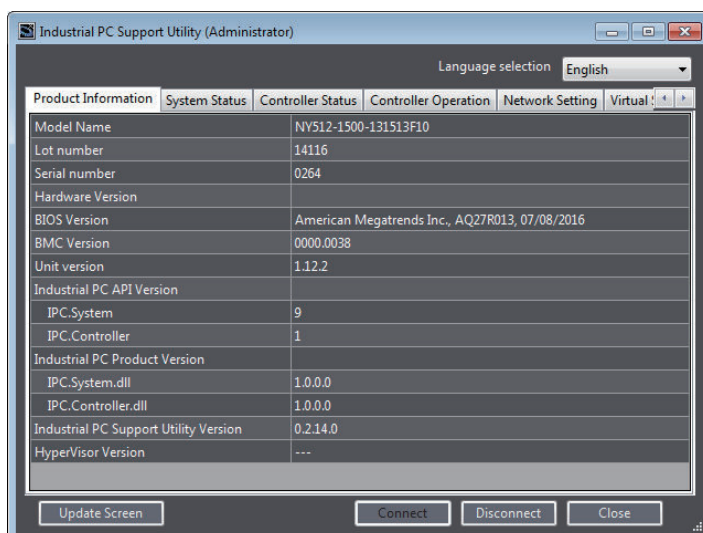 Industrial PC Support Utility (Administrator)
Language selection English
Product Information System Status Controller Status Controller Operation Network Setting Virtual
Model Name NY512-1500-131513F10
Lot number 14116
Serial number 0264
Hardware Version
BIOS Version American Megatrends Inc., AQ27R013, 07/08/2016
BMC Version 0000.0038
Unit version 1.12.2
Industrial PC API Version
IPC.System 9
IPC.Controller 1
Industrial PC Product Version
IPC.System.dll 1.0.0.0
IPC.Controller.dll 1.0.0.0
Industrial PC Support Utility Version 0.2.14.0
HyperVisor Version ---
Update Screen Connect Disconnect Close